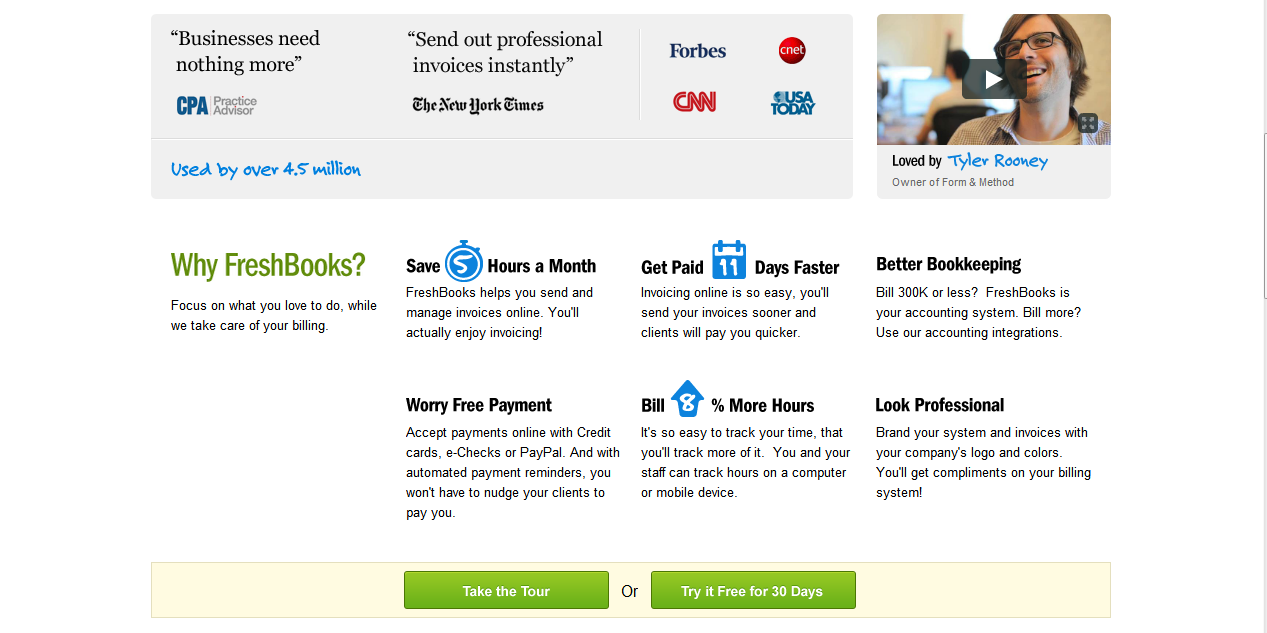 “Businesses need
nothing more”
CPA Practice
Advisor
“Send out professional
invoices instantly”
The New York Times
Forbes
cnet
CNN
USA
TODAY
Used by over 4.5 million
Loved by Tyler Rooney
Owner of Form & Method
Why FreshBooks?
Focus on what you love to do, while
we take care of your billing.
Save 5 Hours a Month
FreshBooks helps you send and
manage invoices online. You'll
actually enjoy invoicing!
Get Paid 11 Days Faster
Invoicing online is so easy, you'll
send your invoices sooner and
clients will pay you quicker.
Better Bookkeeping
Bill 300K or less?  FreshBooks is
your accounting system. Bill more?
Use our accounting integrations.
Worry Free Payment
Accept payments online with Credit
cards, e-Checks or PayPal. And with
automated payment reminders, you
won't have to nudge your clients to
pay you.
Bill 8 % More Hours
It's so easy to track your time, that
you'll track more of it.  You and your
staff can track hours on a computer
or mobile device.
Look Professional
Brand your system and invoices with
your company's logo and colors.
You'll get compliments on your billing
system!
Take the Tour Or Try it Free for 30 Days